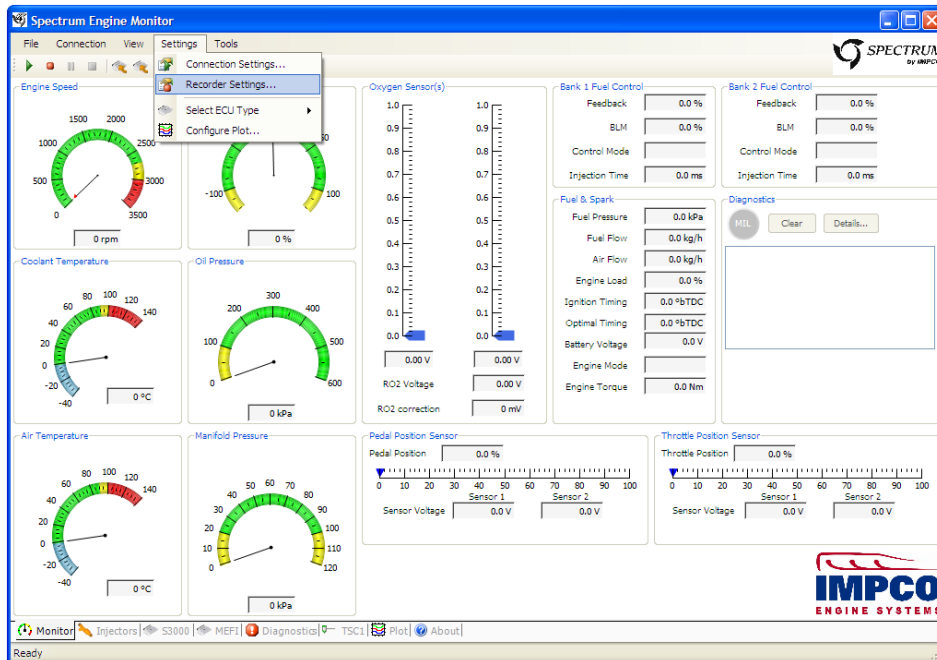 Spectrum Engine Monitor
File Connection View Settings Tools
SPECTRUM
by IMPCO
Connection Settings...
Recorder Settings...
Select ECU Type
Configure Plot...
Engine Speed
0
500
1000
1500
2000
2500
3000
3500
0 rpm
-100
100
0 %
Coolant Temperature
-40
-20
0
20
40
60
80
100
120
140
0 ºC
Oil Pressure
0
100
200
300
400
500
600
0 kPa
Air Temperature
-40
-20
0
20
40
60
80
100
120
140
0 ºC
Manifold Pressure
0
10
20
30
40
50
60
70
80
90
100
110
120
0 kPa
Oxygen Sensor(s)
1.0 1.0
0.9 0.9
0.8 0.8
0.7 0.7
0.6 0.6
0.5 0.5
0.4 0.4
0.3 0.3
0.2 0.2
0.1 0.1
0.0 0.0
0.00 V 0.00 V
RO2 Voltage 0.00 V
RO2 correction 0 mV
Bank 1 Fuel Control
Feedback 0.0 %
BLM 0.0 %
Control Mode
Injection Time 0.0 ms
Bank 2 Fuel Control
Feedback 0.0 %
BLM 0.0 %
Control Mode
Injection Time 0.0 ms
Fuel & Spark
Fuel Pressure 0.0 kPa
Fuel Flow 0.0 kg/h
Air Flow 0.0 kg/h
Engine Load 0.0 %
Ignition Timing 0.0 ºbTDC
Optimal Timing 0.0 ºbTDC
Battery Voltage 0.0 V
Engine Mode
Engine Torque 0.0 Nm
Diagnostics
MIL Clear Details...
Pedal Position Sensor
Pedal Position 0.0 %
0 10 20 30 40 50 60 70 80 90 100
Sensor 1 Sensor 2
Sensor Voltage 0.0 V 0.0 V
Throttle Position Sensor
Throttle Position 0.0 %
0 10 20 30 40 50 60 70 80 90 100
Sensor 1 Sensor 2
Sensor Voltage 0.0 V 0.0 V
IMPCO
ENGINE SYSTEMS
Monitor Injectors S3000 MEFI Diagnostics TSC1 Plot About
Ready